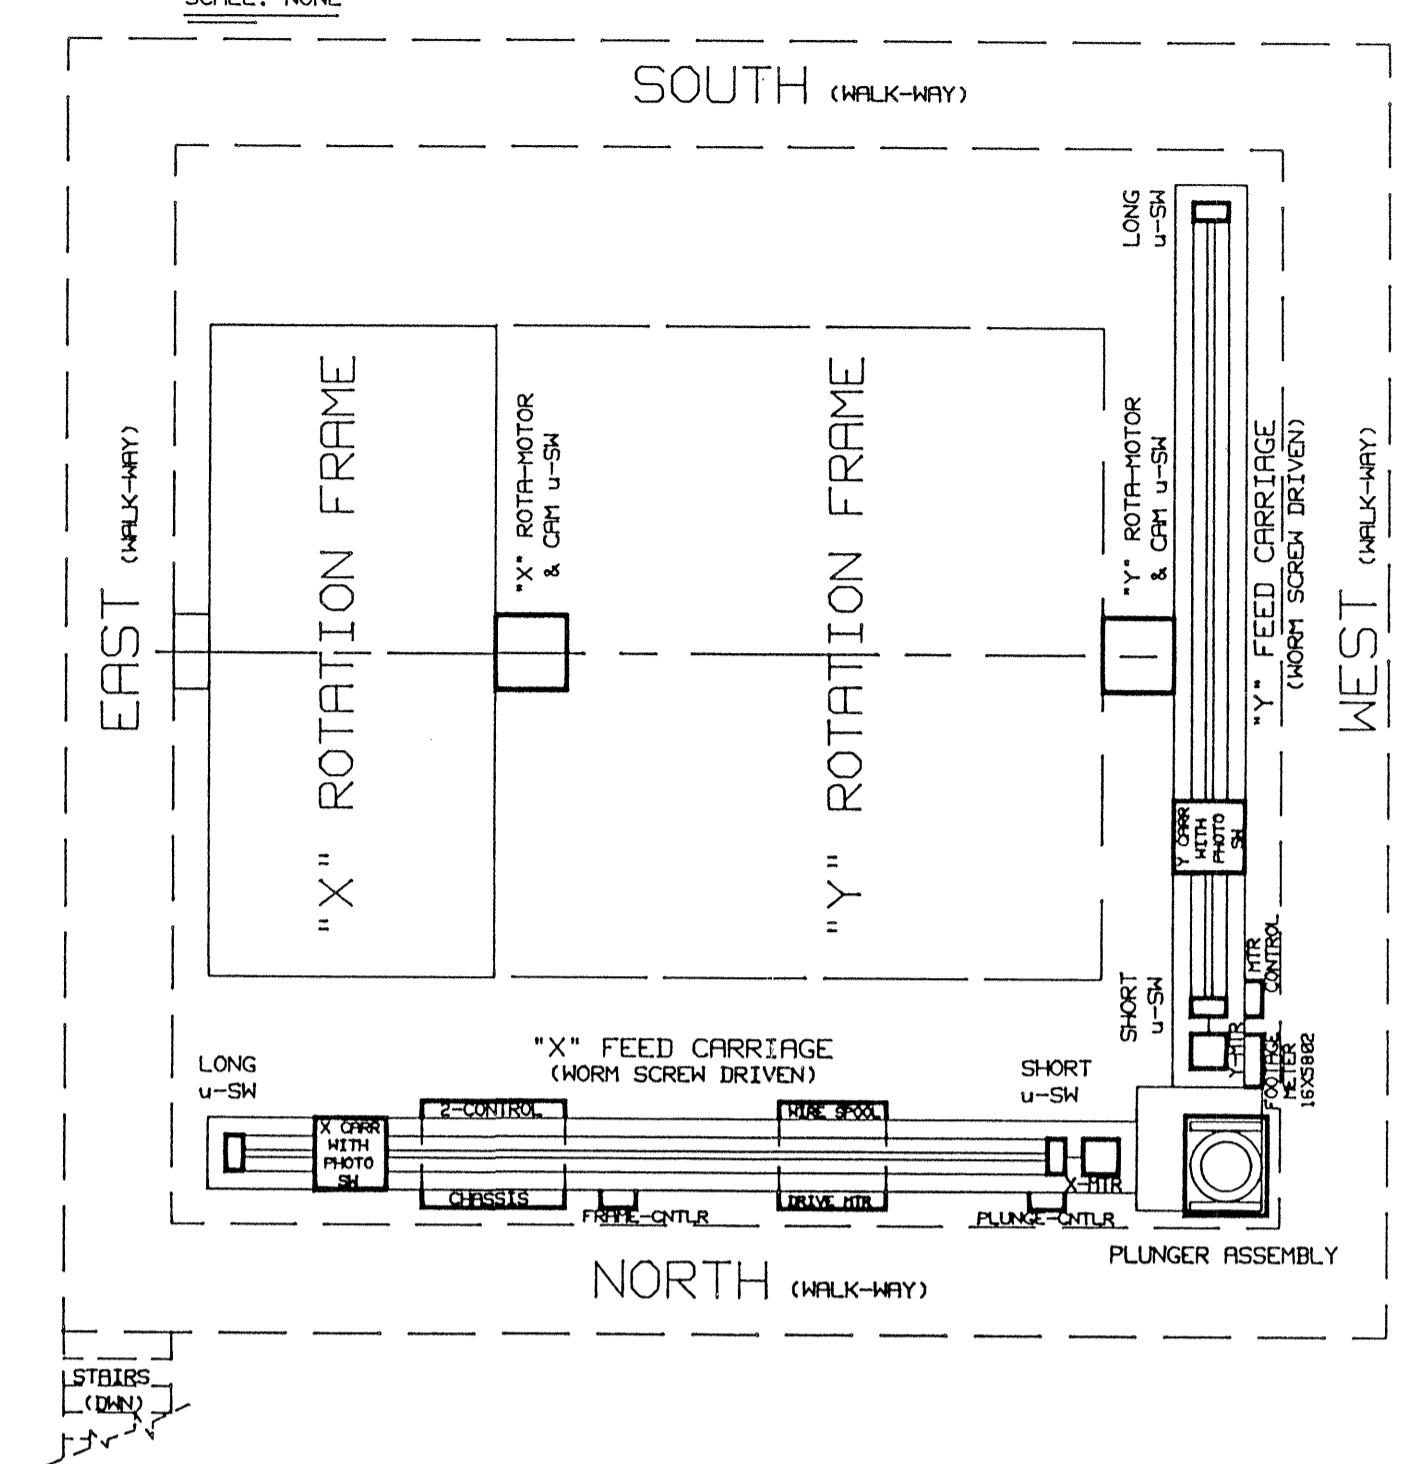 SCALE: NONE
SOUTH (WALK-WAY)
LONG
u-SW
"X" ROTATION FRAME
"X" ROTA-MOTOR
& CAM u-SW
"Y" ROTATION FRAME
"Y" ROTA-MOTOR
& CAM u-SW
"Y" FEED CARRIAGE
(WORM SCREW DRIVEN)
EAST (WALK-WAY)
WEST (WALK-WAY)
Y CARR
WITH
PHOTO
SW
MTR
CONTROL
SHORT
u-SW
Y-MTR
FOOTAGE
METER
16X5802
"X" FEED CARRIAGE
(WORM SCREW DRIVEN)
LONG
u-SW
SHORT
u-SW
2-CONTROL
WIRE SPOOL
X CARR
WITH
PHOTO
SW
X-MTR
CHASSIS
DRIVE MTR
FRAME-CNTLR
PLUNGE-CNTLR
PLUNGER ASSEMBLY
NORTH (WALK-WAY)
STAIRS
(DWN)